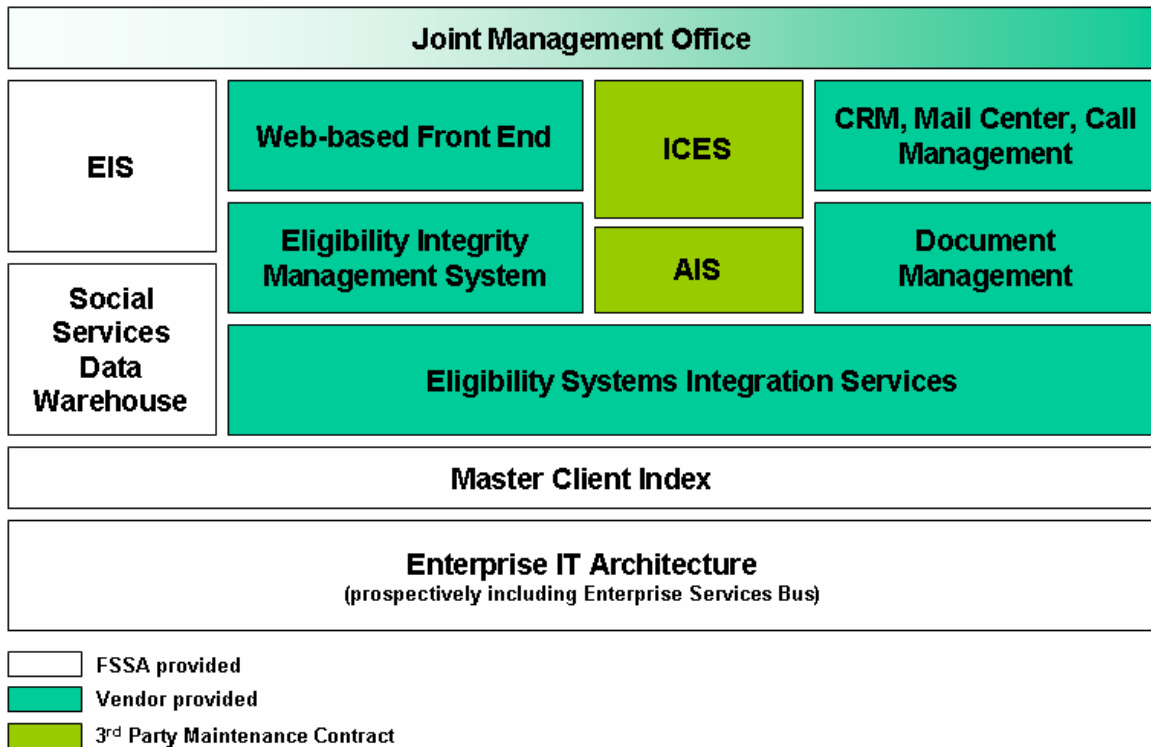 Joint Management Office
EIS
Web-based Front End
ICES
CRM, Mail Center, Call
Management
Eligibility Integrity
Management System
AIS
Document
Management
Social
Services
Data
Warehouse
Eligibility Systems Integration Services
Master Client Index
Enterprise IT Architecture
(prospectively including Enterprise Services Bus)
FSSA provided
Vendor provided
3rd Party Maintenance Contract